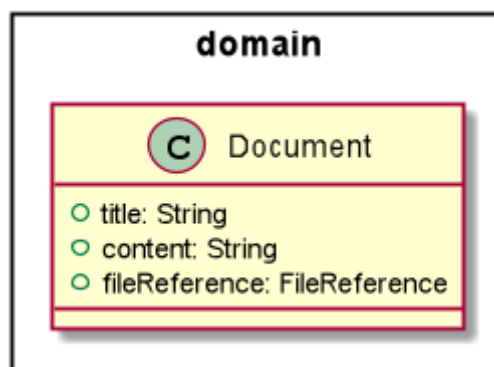 domain
C Document
title: String
content: String
fileReference: FileReference